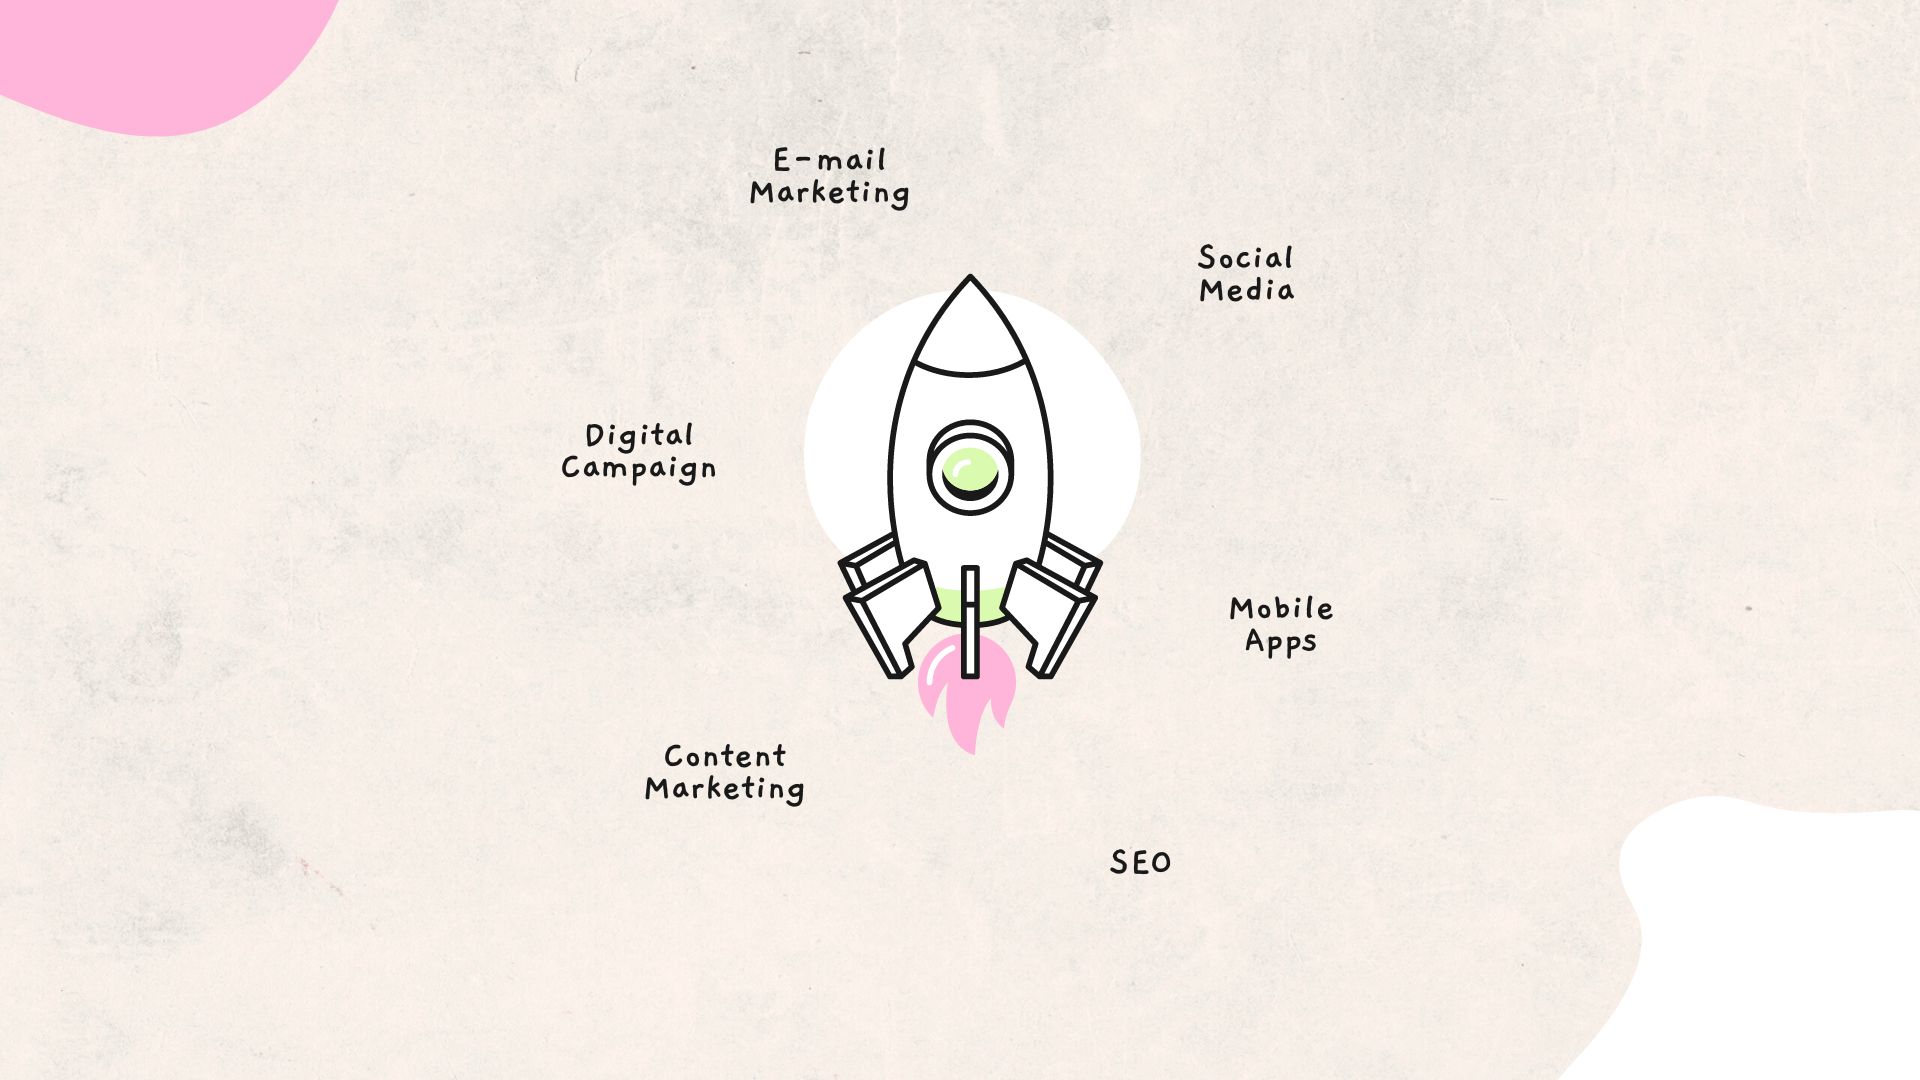 E-mail
Marketing
Social
Media
Digital
Campaign
Mobile
Apps
Content
Marketing
SEO